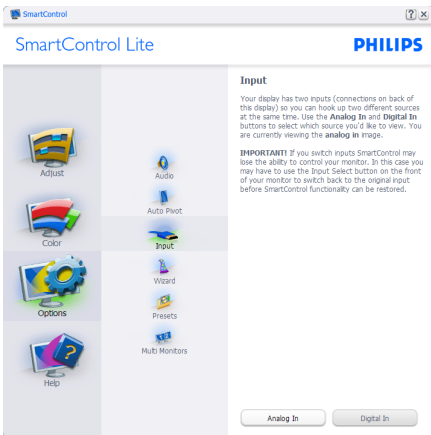 SmartControl
SmartControl Lite
PHILIPS
Adjust
Color
Options
Help
Audio
Auto Pivot
Input
Wizard
Presets
Multi Monitors
Input
Your display has two inputs (connections on back of
this display) so you can hook up two different sources
at the same time. Use the Analog In and Digital In
buttons to select which source you'd like to view. You
are currently viewing the analog in image.
IMPORTANT! If you switch inputs SmartControl may
lose the ability to control your monitor. In this case you
may have to use the Input Select button on the front
of your monitor to switch back to the original input
before SmartControl functionality can be restored.
Analog In
Digital In